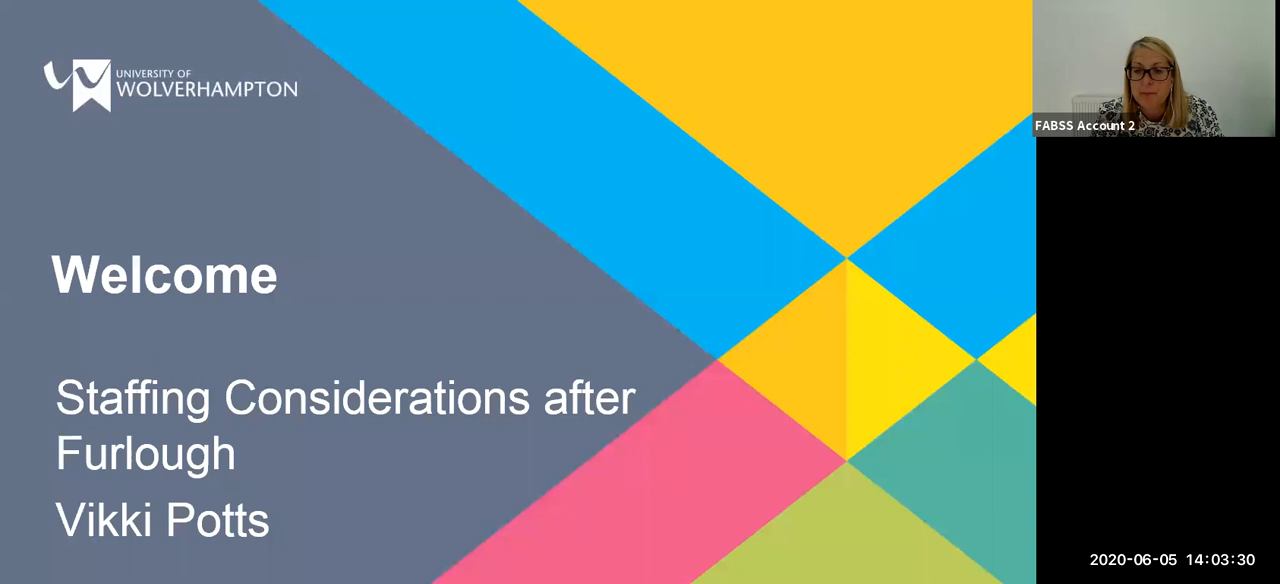 UNIVERSITY OF
WOLVERHAMPTON
FABSS Account 2
Welcome
Staffing Considerations after
Furlough
Vikki Potts
2020-06-05 14:03:30